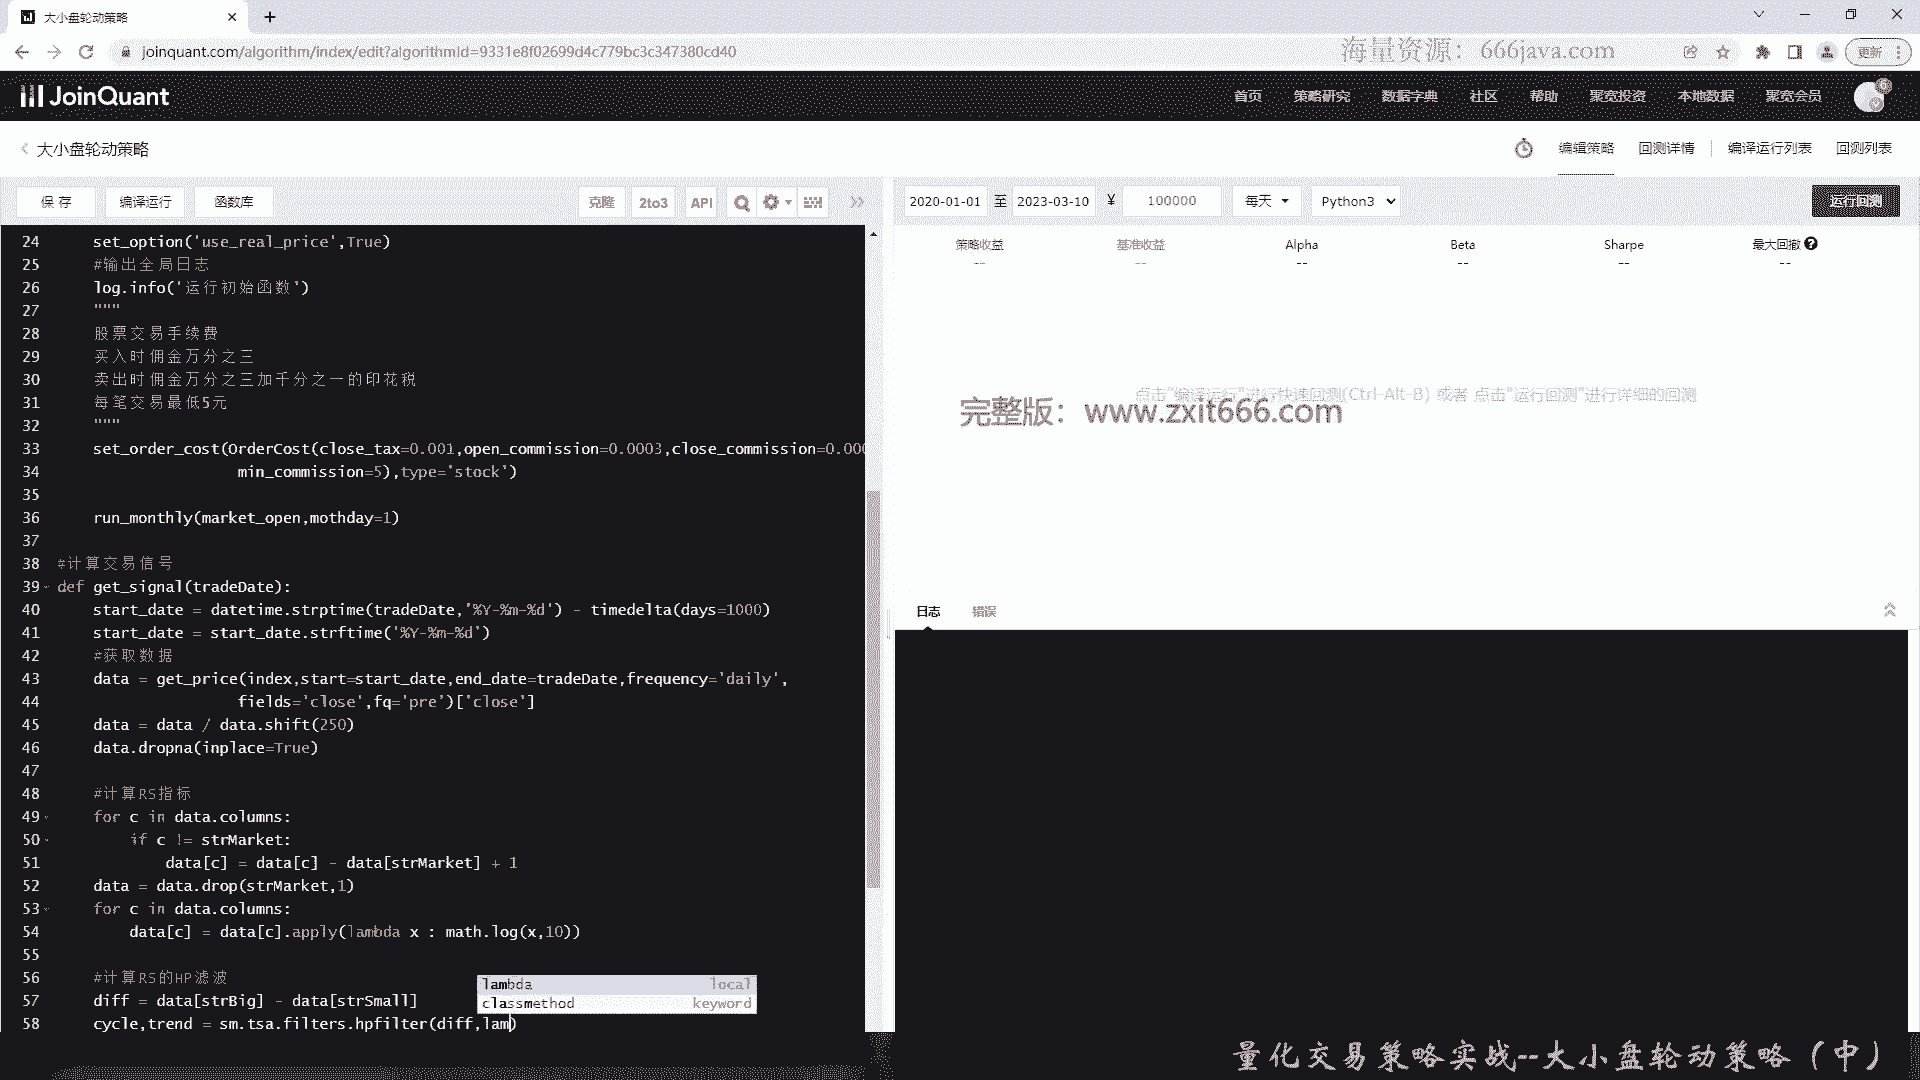 大小盘轮动策略
joinquant.com/algorithm/index/edit?algorithmId=9331e8f02699d4c779bc3c347380cd40
海量资源：666java.com
更新
JoinQuant
首页 策略研究 数据字典 社区 帮助 聚宽投资 本地数据 聚宽会员
6
大小盘轮动策略
编辑策略 回测详情 编译运行列表 回测列表
保存 编译运行 函数库 克隆 2to3 API
2020-01-01 至 2023-03-10 ¥ 100000 每天 Python3 运行回测
策略收益 基准收益 Alpha Beta Sharpe 最大回撤
-- -- -- -- -- --
点击"编译运行"进行快速回测(Ctrl-Alt-B) 或者 点击"运行回测"进行详细的回测
完整版：www.zxit666.com
日志 错误
24 set_option('use_real_price',True)
25 #输出全局日志
26 log.info('运行初始函数')
27 """
28 股票交易手续费
29 买入时佣金万分之三
30 卖出时佣金万分之三加千分之一的印花税
31 每笔交易最低5元
32 """
33 set_order_cost(OrderCost(close_tax=0.001,open_commission=0.0003,close_commission=0.000
34 min_commission=5),type='stock')
35
36 run_monthly(market_open,mothday=1)
37
38 #计算交易信号
39 def get_signal(tradeDate):
40 start_date = datetime.strptime(tradeDate,'%Y-%m-%d') - timedelta(days=1000)
41 start_date = start_date.strftime('%Y-%m-%d')
42 #获取数据
43 data = get_price(index,start=start_date,end_date=tradeDate,frequency='daily',
44 fields='close',fq='pre')['close']
45 data = data / data.shift(250)
46 data.dropna(inplace=True)
47
48 #计算RS指标
49 for c in data.columns:
50 if c != strMarket:
51 data[c] = data[c] - data[strMarket] + 1
52 data = data.drop(strMarket,1)
53 for c in data.columns:
54 data[c] = data[c].apply(lambda x : math.log(x,10))
55
56 #计算RS的HP滤波
57 diff = data[strBig] - data[strSmall]
58 cycle,trend = sm.tsa.filters.hpfilter(diff,lam)
lambda local
classmethod keyword
量化交易策略实战--大小盘轮动策略（中）